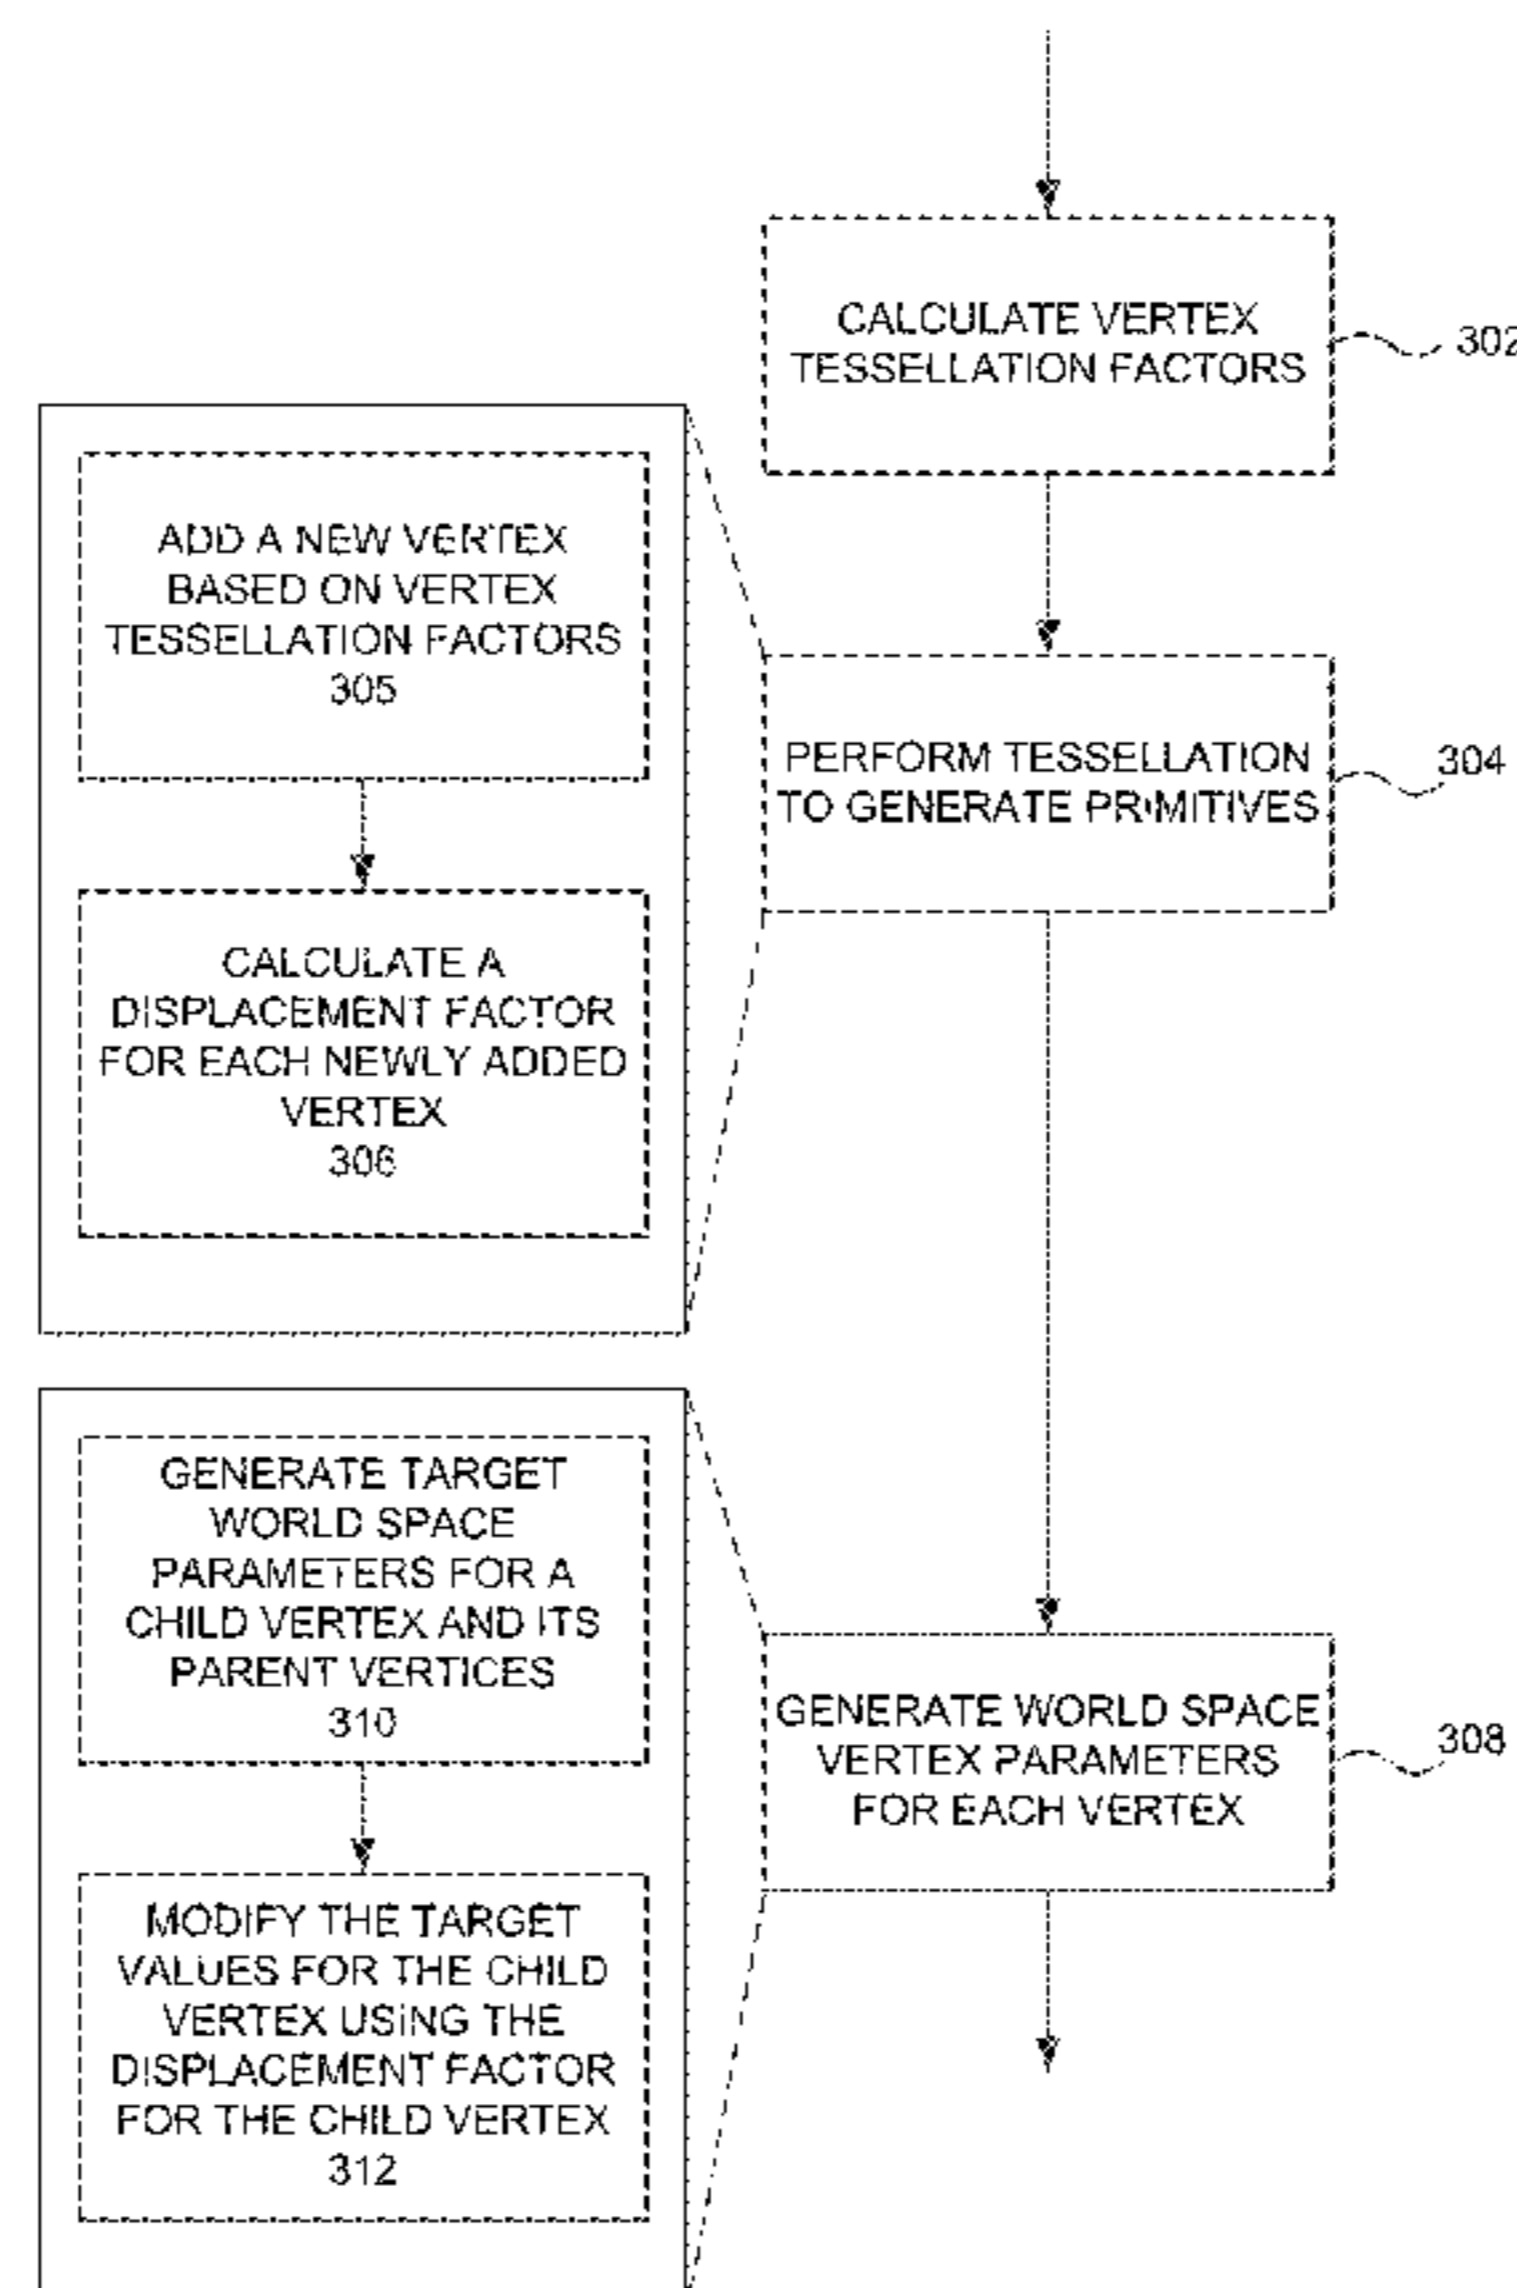 CALCULATE VERTEX
TESSELLATION FACTORS
302
ADD A NEW VERTEX
BASED ON VERTEX
TESSELLATION FACTORS
305
PERFORM TESSELLATION
TO GENERATE PRIMITIVES
304
CALCULATE A
DISPLACEMENT FACTOR
FOR EACH NEWLY ADDED
VERTEX
306
GENERATE TARGET
WORLD SPACE
PARAMETERS FOR A
CHILD VERTEX AND ITS
PARENT VERTICES
310
GENERATE WORLD SPACE
VERTEX PARAMETERS
FOR EACH VERTEX
308
MODIFY THE TARGET
VALUES FOR THE CHILD
VERTEX USING THE
DISPLACEMENT FACTOR
FOR THE CHILD VERTEX
312